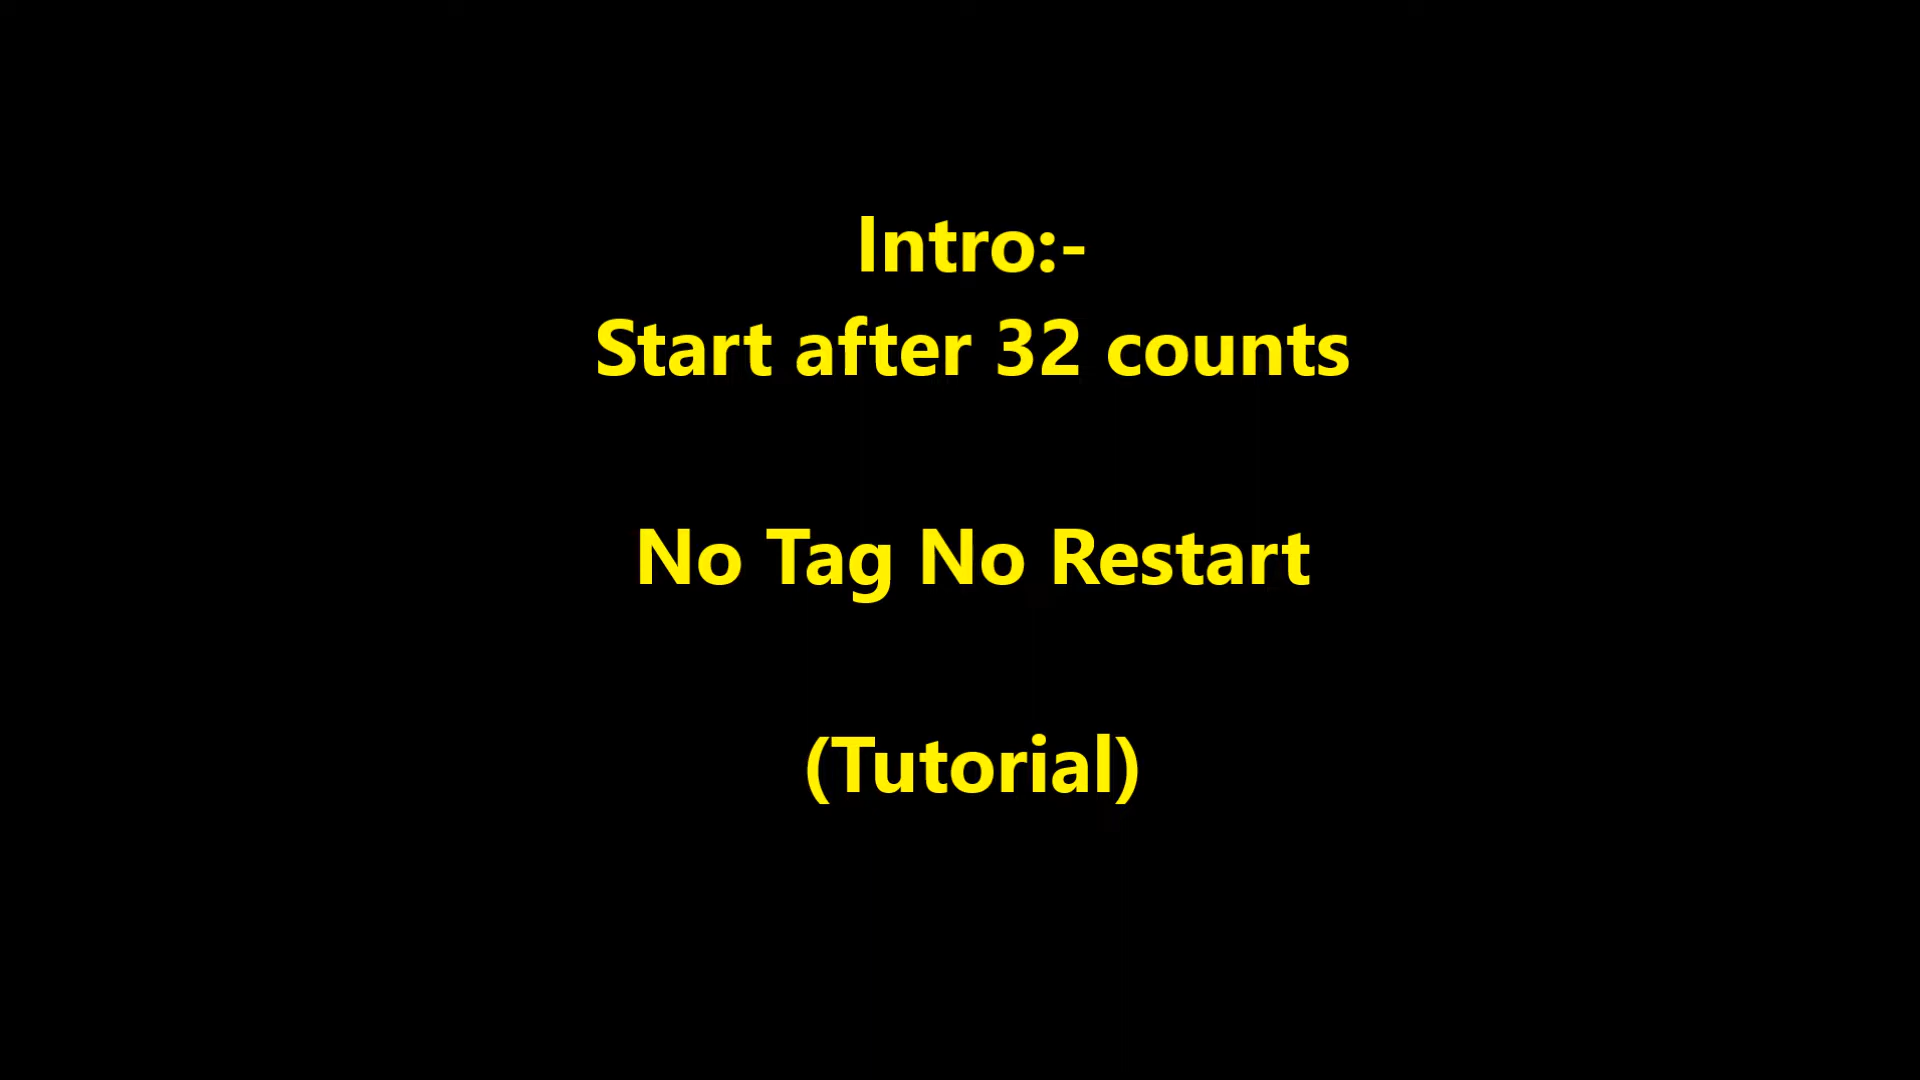 Intro:-
Start after 32 counts
No Tag No Restart
(Tutorial)